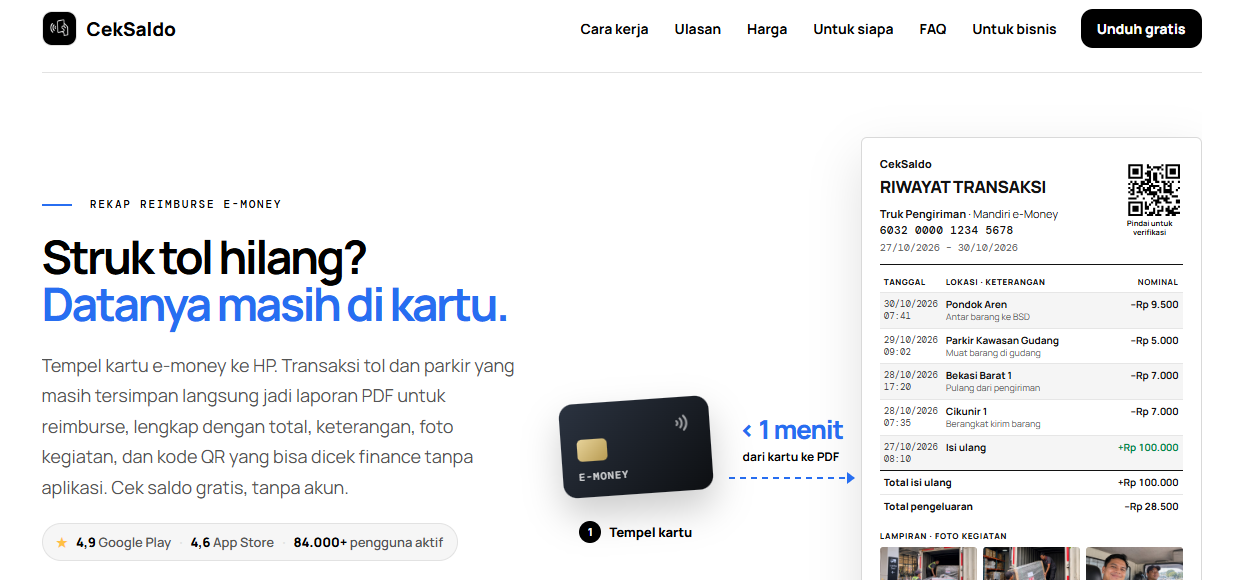 CekSaldo
Cara kerja
Ulasan
Harga
Untuk siapa
FAQ
Untuk bisnis
Unduh gratis
REKAP REIMBURSE E-MONEY
Struk tol hilang?
Datanya masih di kartu.
Tempel kartu e-money ke HP. Transaksi tol dan parkir yang
masih tersimpan langsung jadi laporan PDF untuk
reimburse, lengkap dengan total, keterangan, foto
kegiatan, dan kode QR yang bisa dicek finance tanpa
aplikasi. Cek saldo gratis, tanpa akun.
★ 4,9 Google Play · 4,6 App Store · 84.000+ pengguna aktif
E-MONEY
1 Tempel kartu
< 1 menit
dari kartu ke PDF
CekSaldo
RIWAYAT TRANSAKSI
Truk Pengiriman · Mandiri e-Money
6032 0000 1234 5678
27/10/2026 – 30/10/2026
Pindai untuk
verifikasi
TANGGAL LOKASI · KETERANGAN NOMINAL
30/10/2026 Pondok Aren −Rp 9.500
07:41 Antar barang ke BSD
29/10/2026 Parkir Kawasan Gudang −Rp 5.000
09:02 Muat barang di gudang
28/10/2026 Bekasi Barat 1 −Rp 7.000
17:20 Pulang dari pengiriman
28/10/2026 Cikunir 1 −Rp 7.000
07:35 Berangkat kirim barang
27/10/2026 Isi ulang +Rp 100.000
08:10
Total isi ulang +Rp 100.000
Total pengeluaran −Rp 28.500
LAMPIRAN · FOTO KEGIATAN